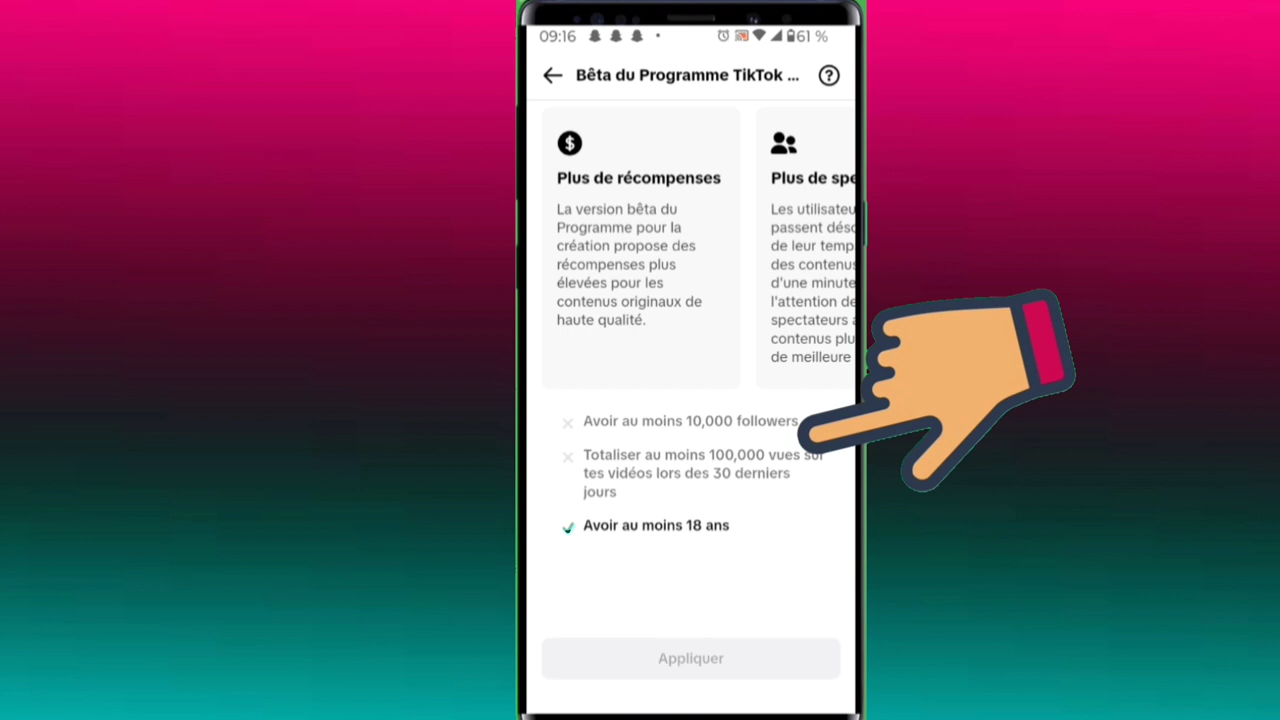 09:16
61 %
Bêta du Programme TikTok ...
Plus de récompenses
La version bêta du
Programme pour la
création propose des
récompenses plus
élevées pour les
contenus originaux de
haute qualité.
Plus de spe
Les utilisateu
passent déso
de leur temp
des contenus
d'une minute
l'attention de
spectateurs a
contenus plu
de meilleure
Avoir au moins 10,000 followers
Totaliser au moins 100,000 vues sur
tes vidéos lors des 30 derniers
jours
Avoir au moins 18 ans
Appliquer